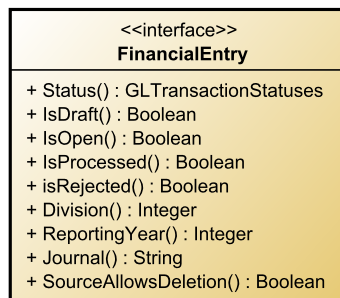 <<interface>>
FinancialEntry
+ Status() : GLTransactionStatuses
+ IsDraft() : Boolean
+ IsOpen() : Boolean
+ IsProcessed() : Boolean
+ isRejected() : Boolean
+ Division() : Integer
+ ReportingYear() : Integer
+ Journal() : String
+ SourceAllowsDeletion() : Boolean